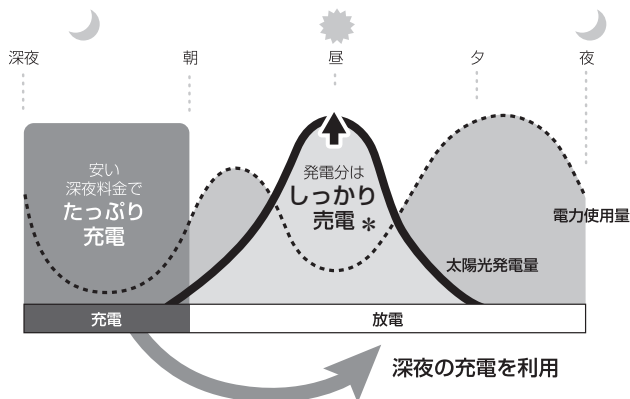 深夜
朝
昼
夕
夜
安い
深夜料金で
たっぷり
充電
発電分は
しっかり
売電*
電力使用量
太陽光発電量
充電
放電
深夜の充電を利用